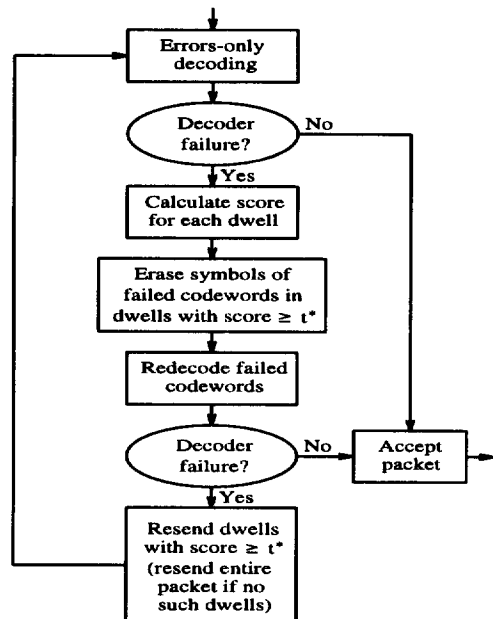 Errors-only
decoding
Decoder
failure?
No
Yes
Calculate score
for each dwell
Erase symbols of
failed codewords in
dwells with score ≥ t*
Redecode failed
codewords
Decoder
failure?
No
Accept
packet
Yes
Resend dwells
with score ≥ t*
(resend entire
packet if no
such dwells)